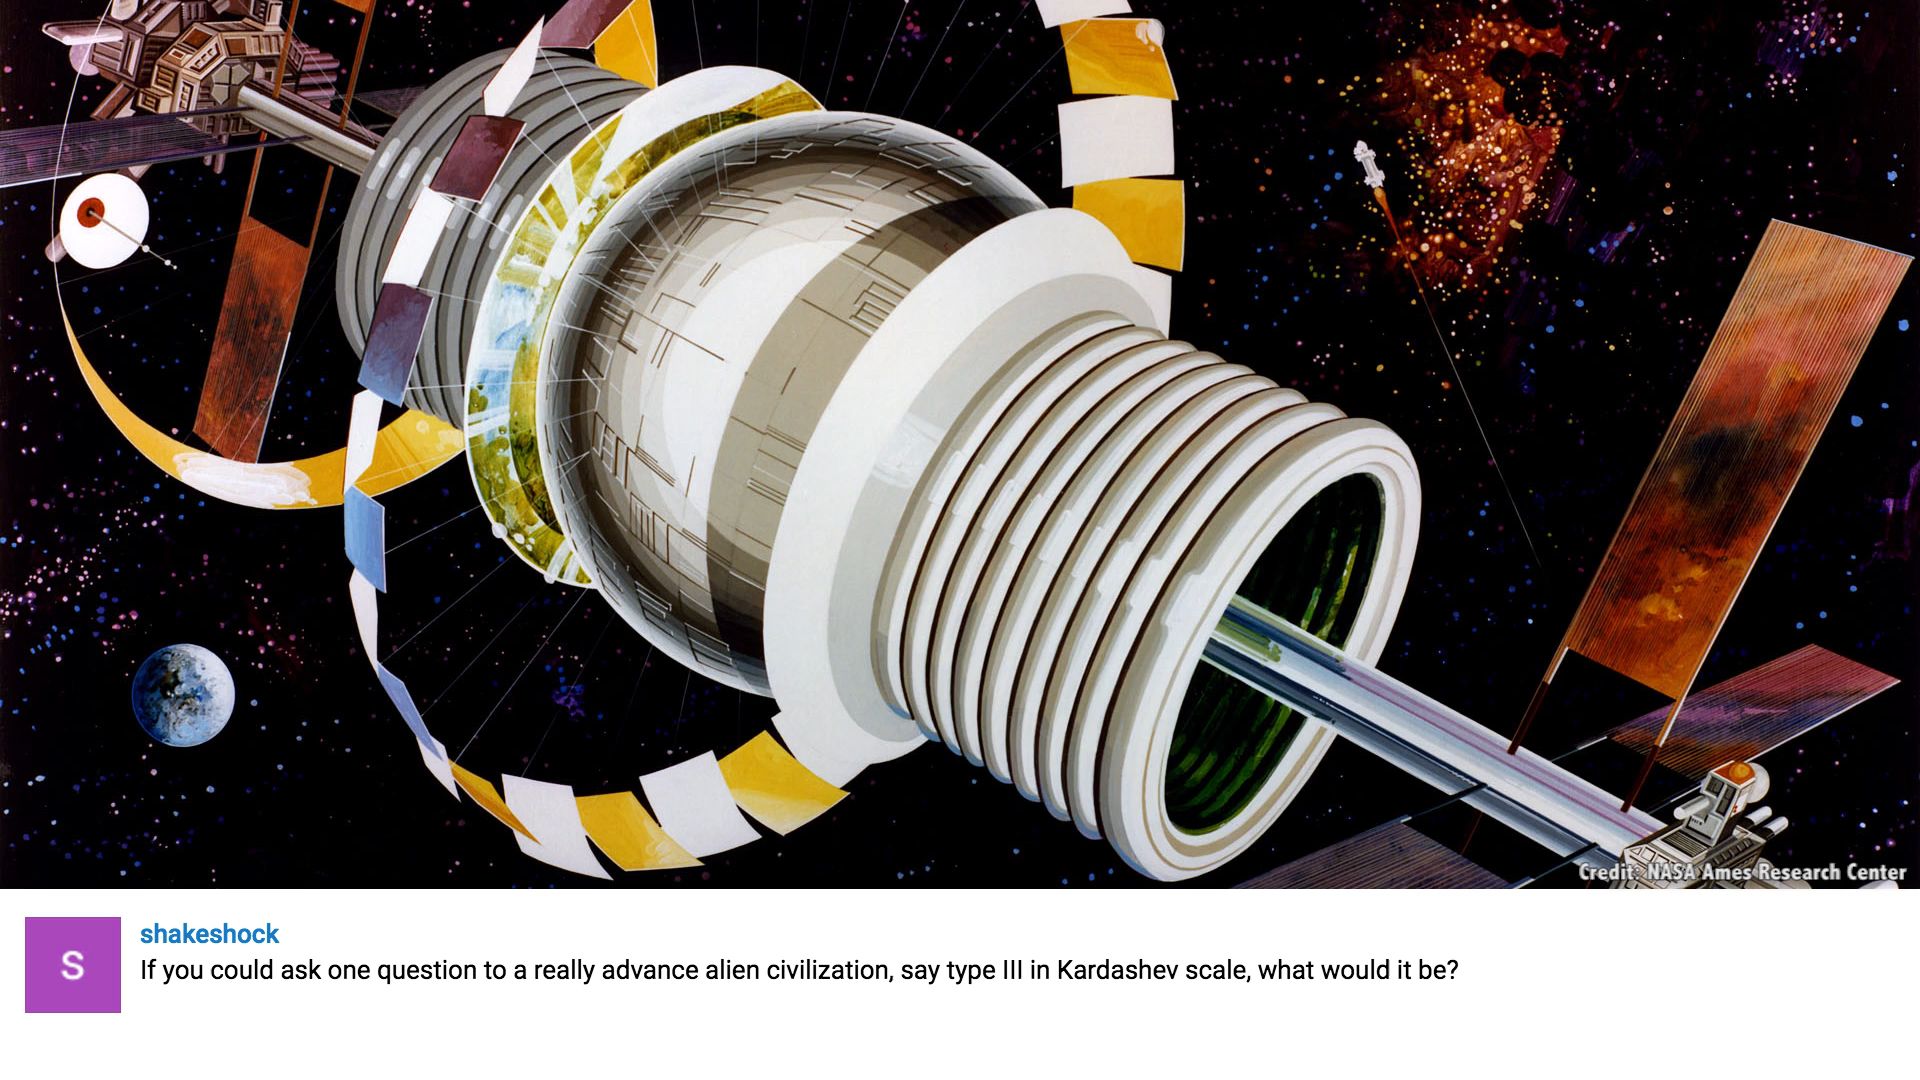 Credit: NASA Ames Research Center
S
shakeshock
If you could ask one question to a really advance alien civilization, say type III in Kardashev scale, what would it be?